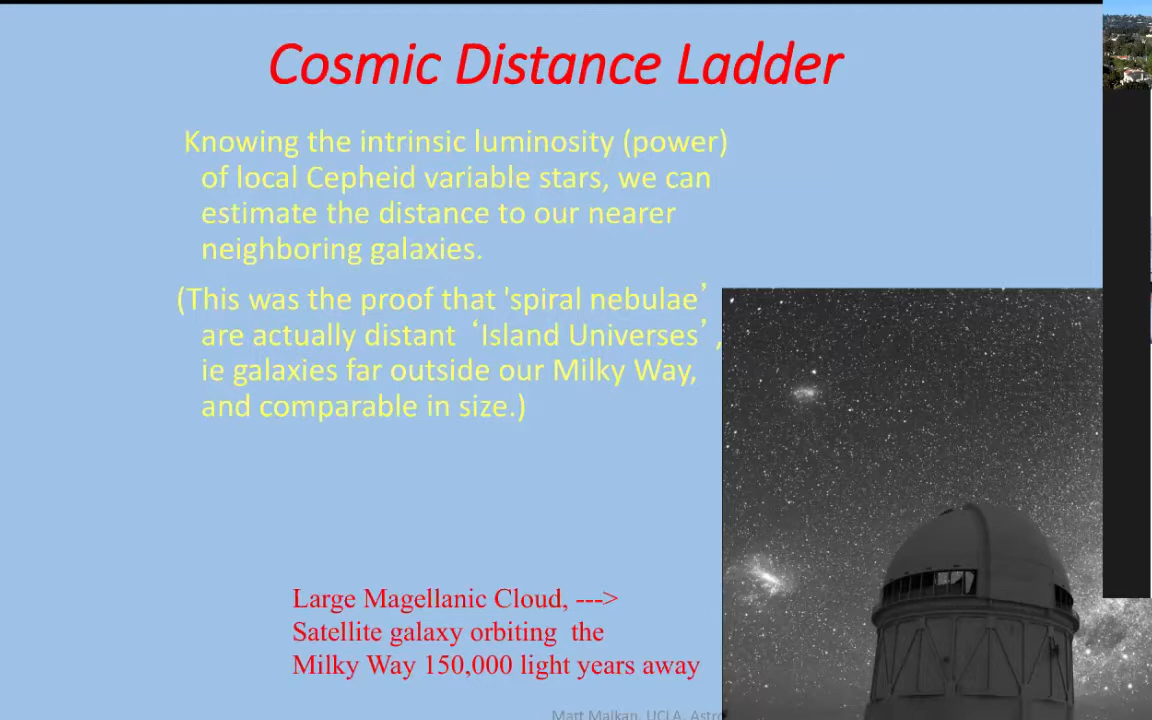 Cosmic Distance Ladder
Knowing the intrinsic luminosity (power)
of local Cepheid variable stars, we can
estimate the distance to our nearer
neighboring galaxies.
(This was the proof that 'spiral nebulae’
are actually distant ‘Island Universes’,
ie galaxies far outside our Milky Way,
and comparable in size.)
Large Magellanic Cloud, --->
Satellite galaxy orbiting the
Milky Way 150,000 light years away
Matt Malkan, UCLA, Astro